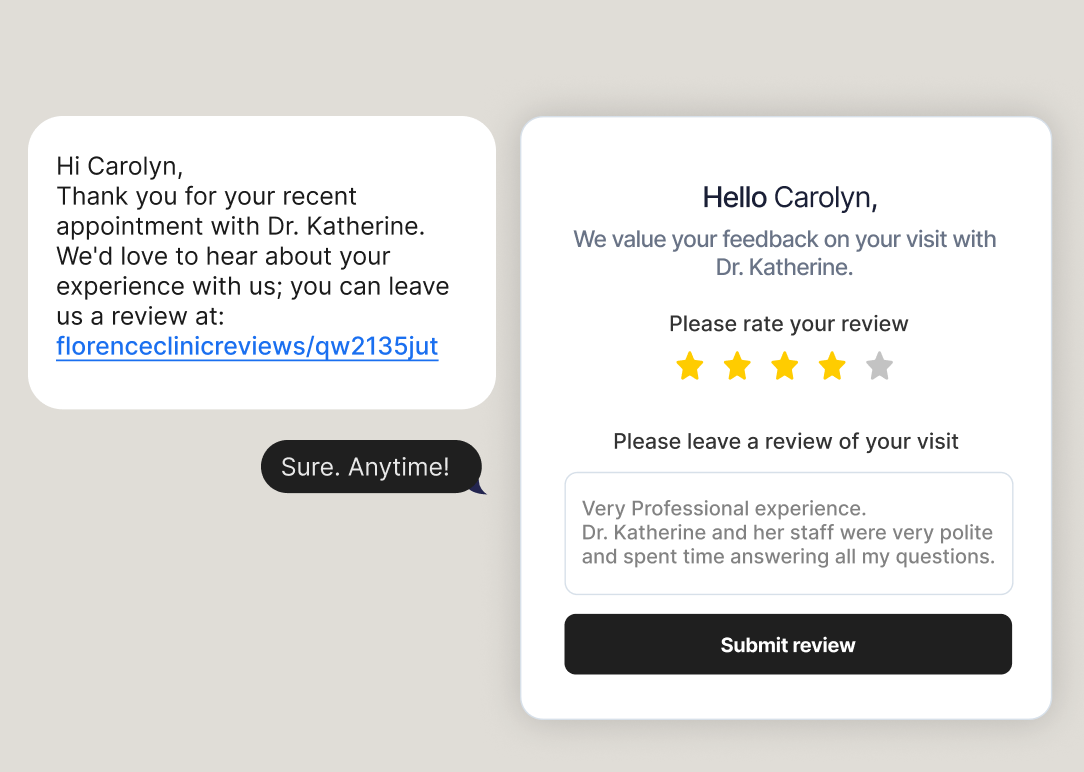 Hi Carolyn,
Thank you for your recent
appointment with Dr. Katherine.
We'd love to hear about your
experience with us; you can leave
us a review at:
florenceclinicreviews/qw2135jut
Sure. Anytime!
Hello Carolyn,
We value your feedback on your visit with
Dr. Katherine.
Please rate your review
Please leave a review of your visit
Very Professional experience.
Dr. Katherine and her staff were very polite
and spent time answering all my questions.
Submit review